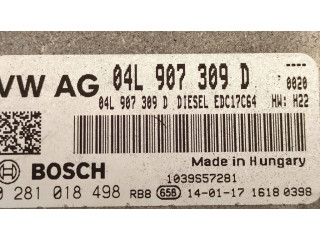 VW AG 04L 907 309 D
04L 907 309 D DIESEL EDC17C64
0020
HW: H22
BOSCH
Made in Hungary
1039S57281
0 281 018 498 RB8 658 14-01-17 1618 0398